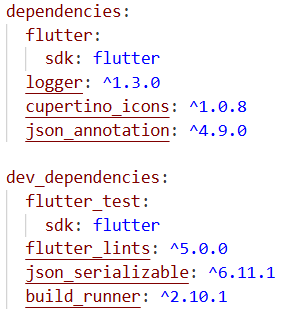 dependencies:
  flutter:
    sdk: flutter
  logger: ^1.3.0
  cupertino_icons: ^1.0.8
  json_annotation: ^4.9.0

dev_dependencies:
  flutter_test:
    sdk: flutter
  flutter_lints: ^5.0.0
  json_serializable: ^6.11.1
  build_runner: ^2.10.1